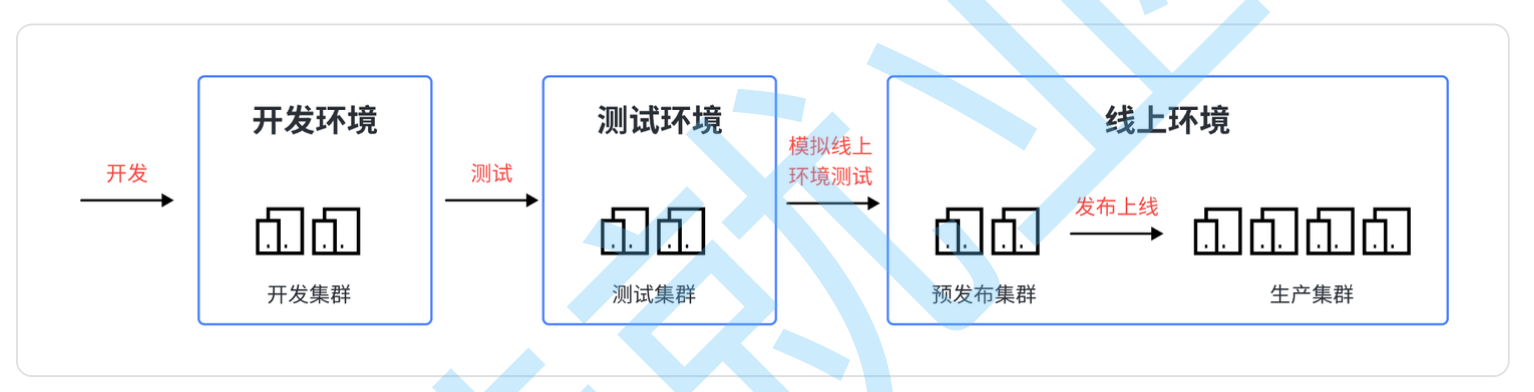 开发
开发环境
开发集群
测试
测试环境
测试集群
模拟线上
环境测试
线上环境
预发布集群
发布上线
生产集群
就业